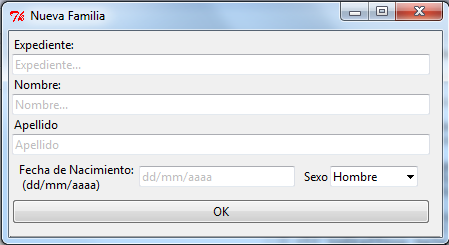 Nueva Familia
Expediente:
Expediente...
Nombre:
Nombre...
Apellido
Apellido
Fecha de Nacimiento: dd/mm/aaaa Sexo Hombre
(dd/mm/aaaa)
OK